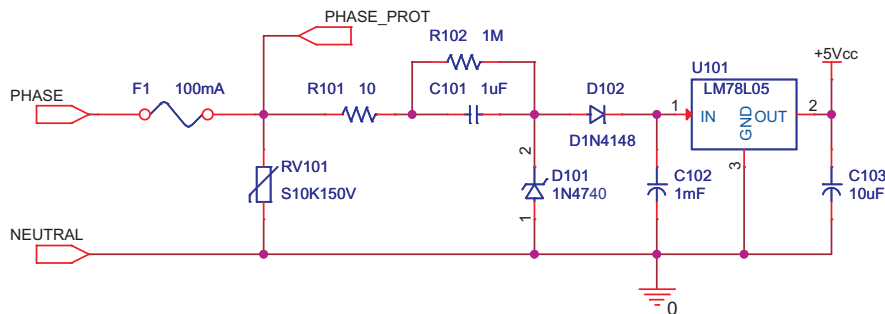 PHASE_PROT
R102 1M
U101
+5Vcc
F1 100mA
R101 10
C101 1uF
D102
LM78L05
PHASE
1
IN
GND
OUT
2
D1N4148
2
RV101
S10K150V
D101
1N4740
1
C102
1mF
3
C103
10uF
NEUTRAL
0